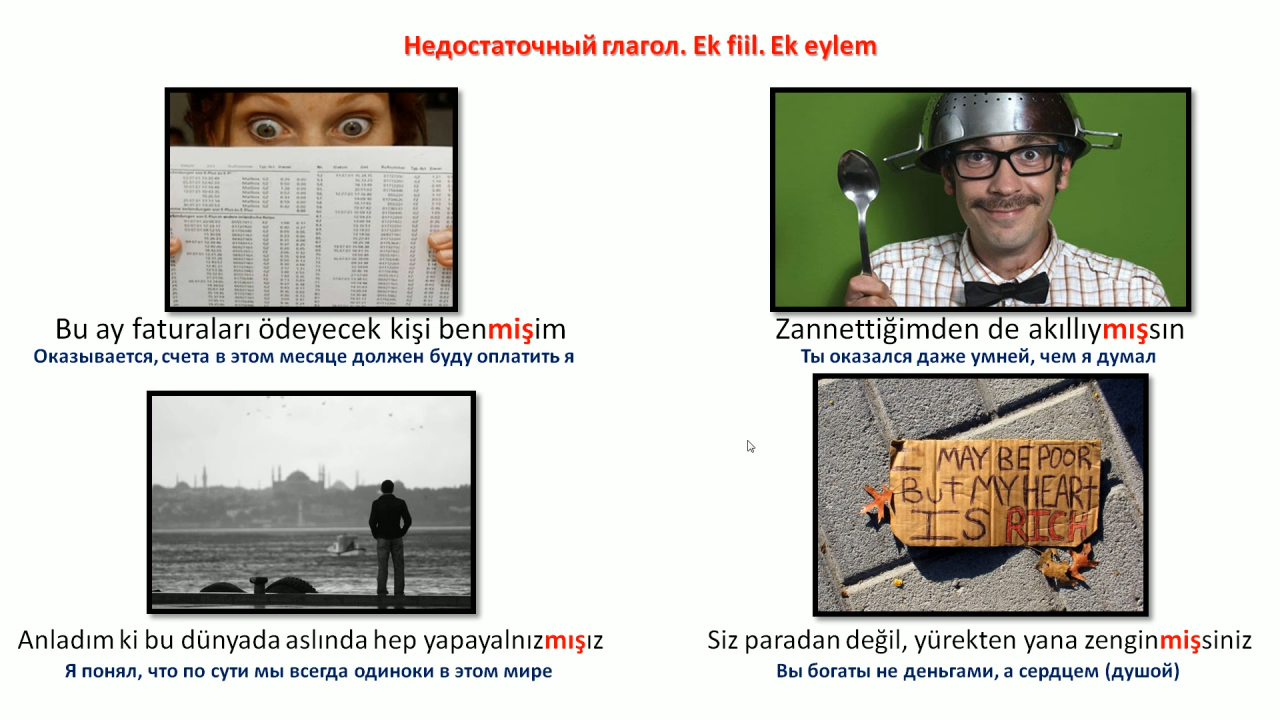 Недостаточный глагол. Ek fiil. Ek eylem
Bu ay faturaları ödeyecek kişi benmişim
Оказывается, счета в этом месяце должен буду оплатить я
Zannettiğimden de akıllıymışsın
Ты оказался даже умней, чем я думал
I MAY BE POOR
BUT MY HEART
IS RICH
Anladım ki bu dünyada aslında hep yapayalnızmışız
Я понял, что по сути мы всегда одиноки в этом мире
Siz paradan değil, yürekten yana zenginmişsiniz
Вы богаты не деньгами, а сердцем (душой)